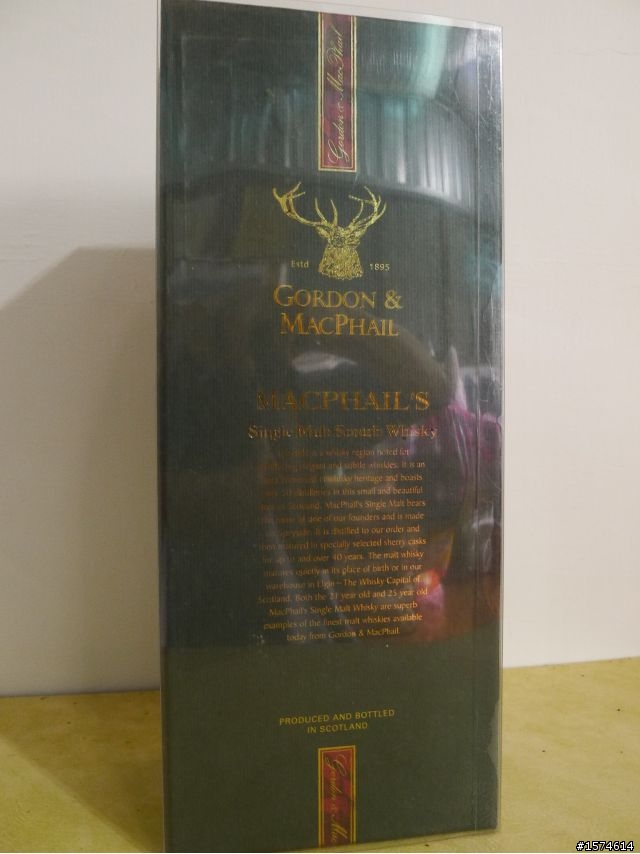 Gordon & MacPhail
Estd 1895
GORDON &
MACPHAIL
MACPHAIL'S
Single Malt Scotch Whisky
is a whisky region noted for
elegant and subtle whiskies. It is an
heritage and boasts
distilleries in this small and beautiful
Scotland. MacPhail's Single Malt bears
name of one of our founders and is made
Speyside. It is distilled to our order and
then matured in specially selected sherry casks
for up to and over 40 years. The malt whisky
matures quietly in its place of birth or in our
warehouse in Elgin – The Whisky Capital of
Scotland. Both the 21 year old and 25 year old
MacPhail's Single Malt Whisky are superb
examples of the finest malt whiskies available
today from Gordon & MacPhail.
PRODUCED AND BOTTLED
IN SCOTLAND
Gordon & Mac
#1574614